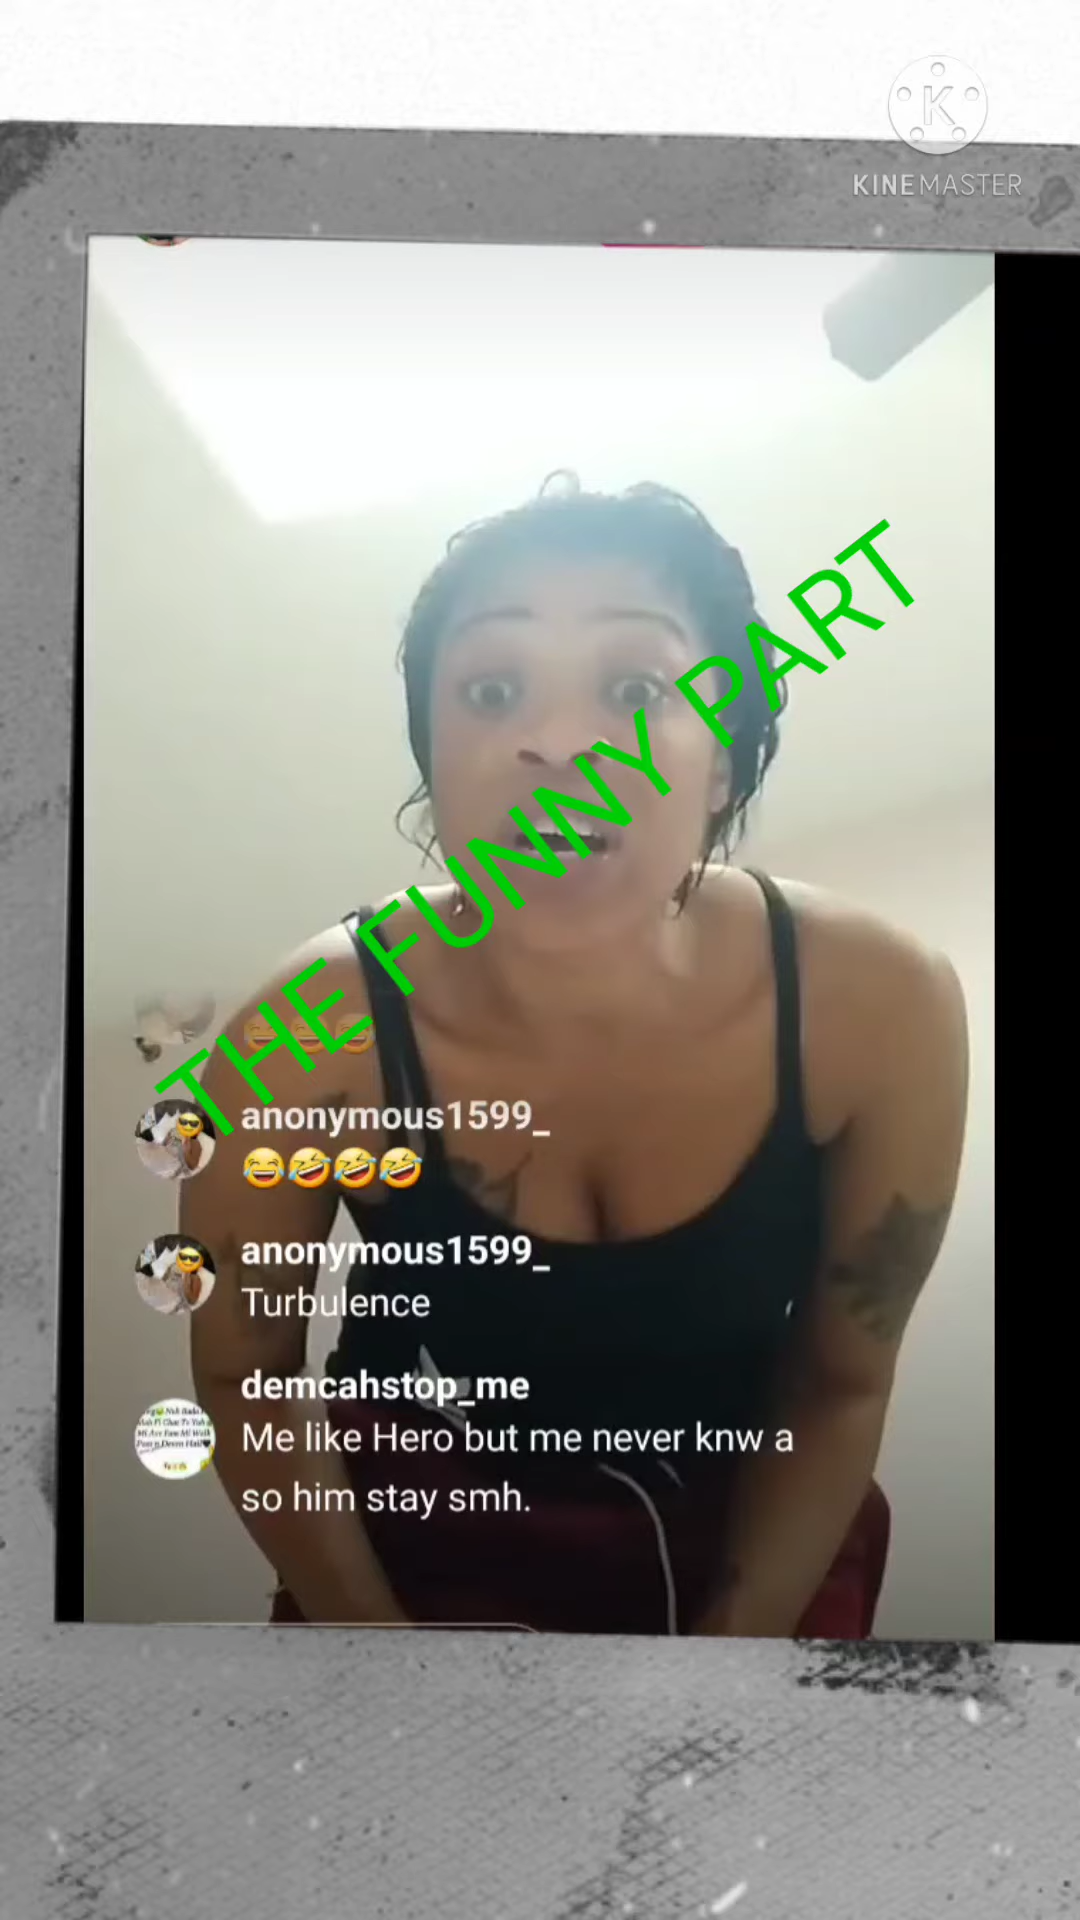 K
KINEMASTER
THE FUNNY PART
😂😂😂
anonymous1599_
😂🤣🤣🤣
anonymous1599_
Turbulence
demcahstop_me
Me like Hero but me never knw a
so him stay smh.